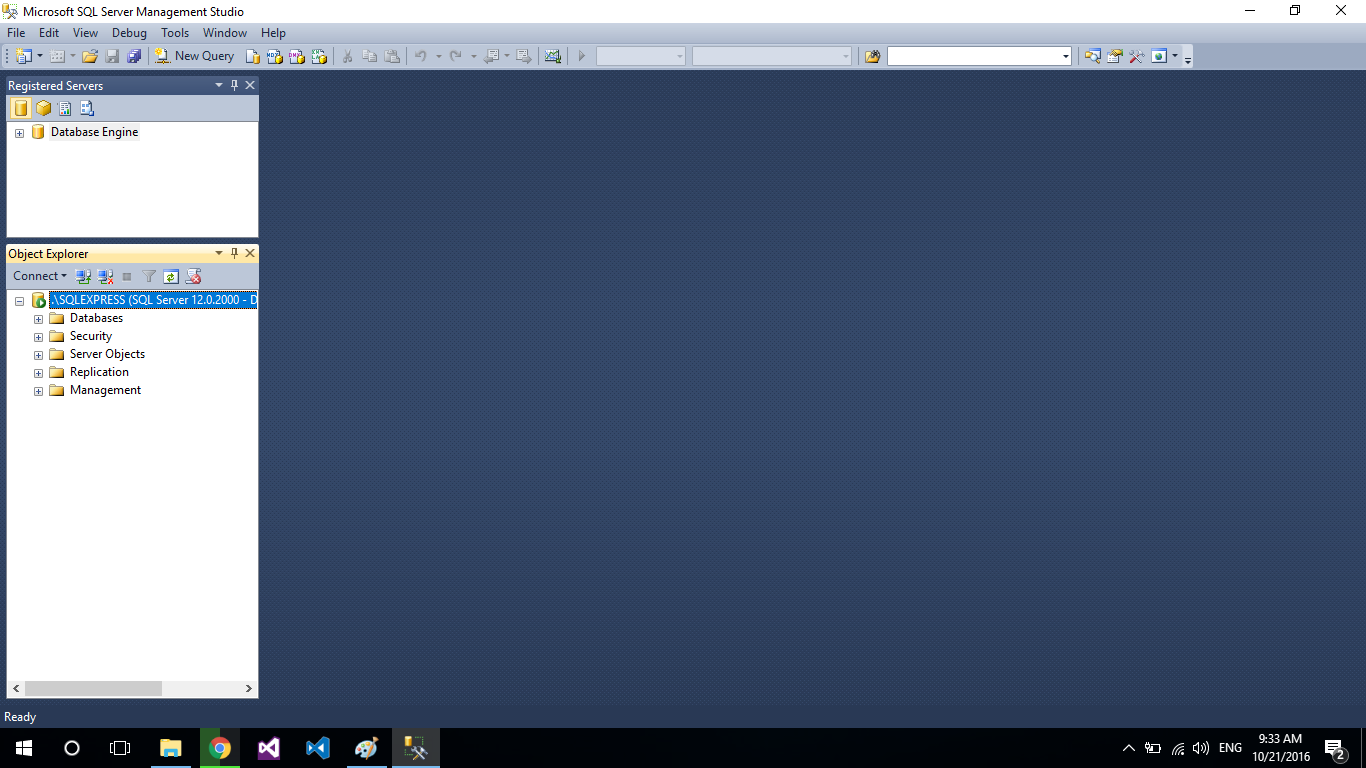 Microsoft SQL Server Management Studio
File Edit View Debug Tools Window Help
New Query
Registered Servers
Database Engine
Object Explorer
Connect
.\SQLEXPRESS (SQL Server 12.0.2000 - D
Databases
Security
Server Objects
Replication
Management
Ready
ENG
9:33 AM
10/21/2016
2